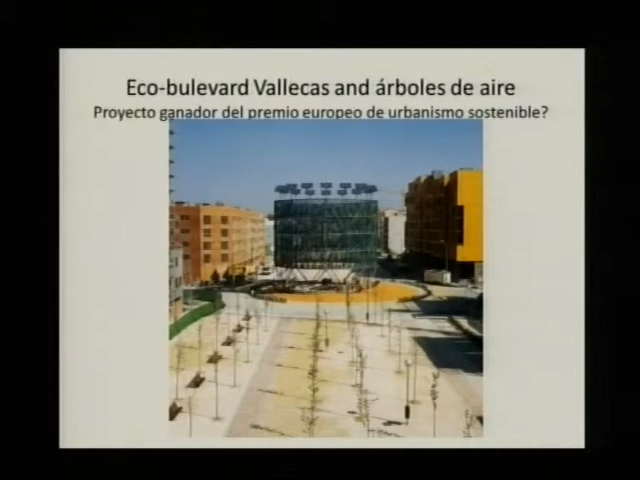 Eco-bulevard Vallecas and árboles de aire
Proyecto ganador del premio europeo de urbanismo sostenible?